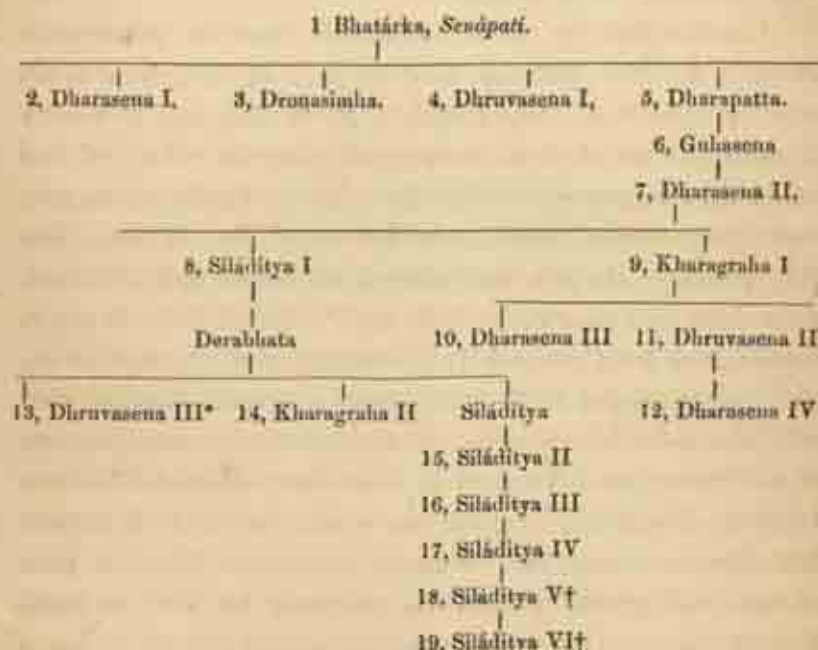 1 Bhatárka, Senápati.
2, Dharasena I. 3, Dronasimha. 4, Dhruvasena I, 5, Dharapatta.
6, Guhasena
7, Dharasena II.
8, Siláditya I 9, Kharagraha I
Derabhata 10, Dharasena III 11, Dhruvasena II
13, Dhruvasena III* 14, Kharagraha II Siláditya 12, Dharasena IV
15, Siláditya II
16, Siláditya III
17, Siláditya IV
18, Siláditya V†
19, Siláditya VI†